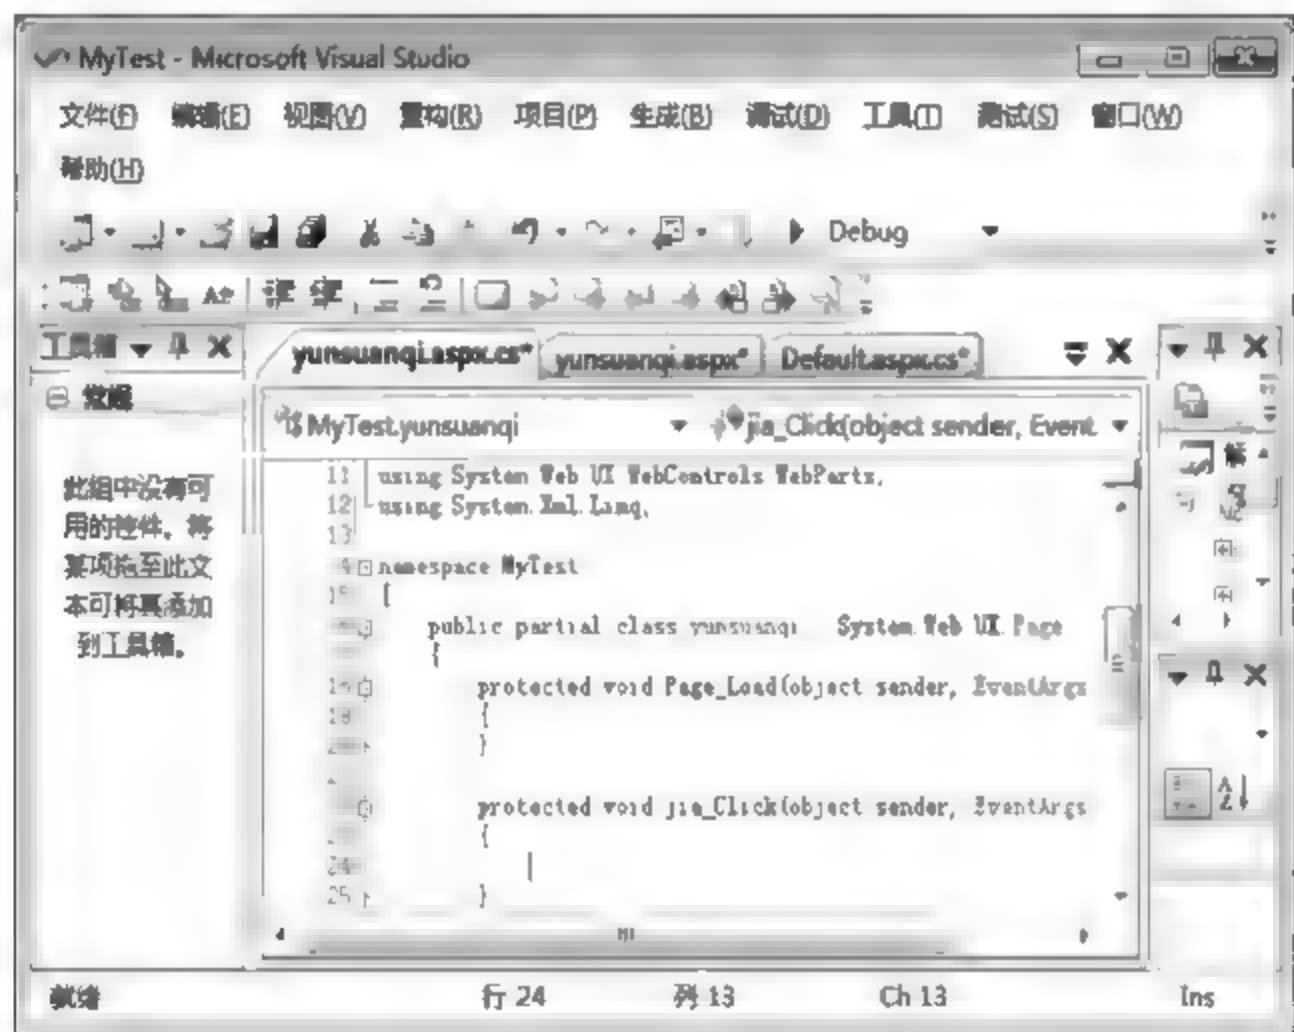 MyTest - Microsoft Visual Studio
文件(F) 编辑(E) 视图(V) 重构(R) 项目(P) 生成(B) 调试(D) 工具(T) 测试(S) 窗口(W)
帮助(H)
Debug
工具箱
yunsuanqi.aspx.cs* yunsuanqi.aspx* Default.aspx.cs*
常规
MyTest.yunsuanqi jia_Click(object sender, Event
此组中没有可
用的控件。将
某项拖至此文
本可将其添加
到工具箱。
11 using System.Web.UI.WebControls.WebParts;
12 using System.Xml.Linq;
13
namespace MyTest
15 {
public partial class yunsuanqi : System.Web.UI.Page
{
protected void Page_Load(object sender, EventArgs
{
}
protected void jia_Click(object sender, EventArgs
{
24
25 }
就绪 行 24 列 13 Ch 13 Ins